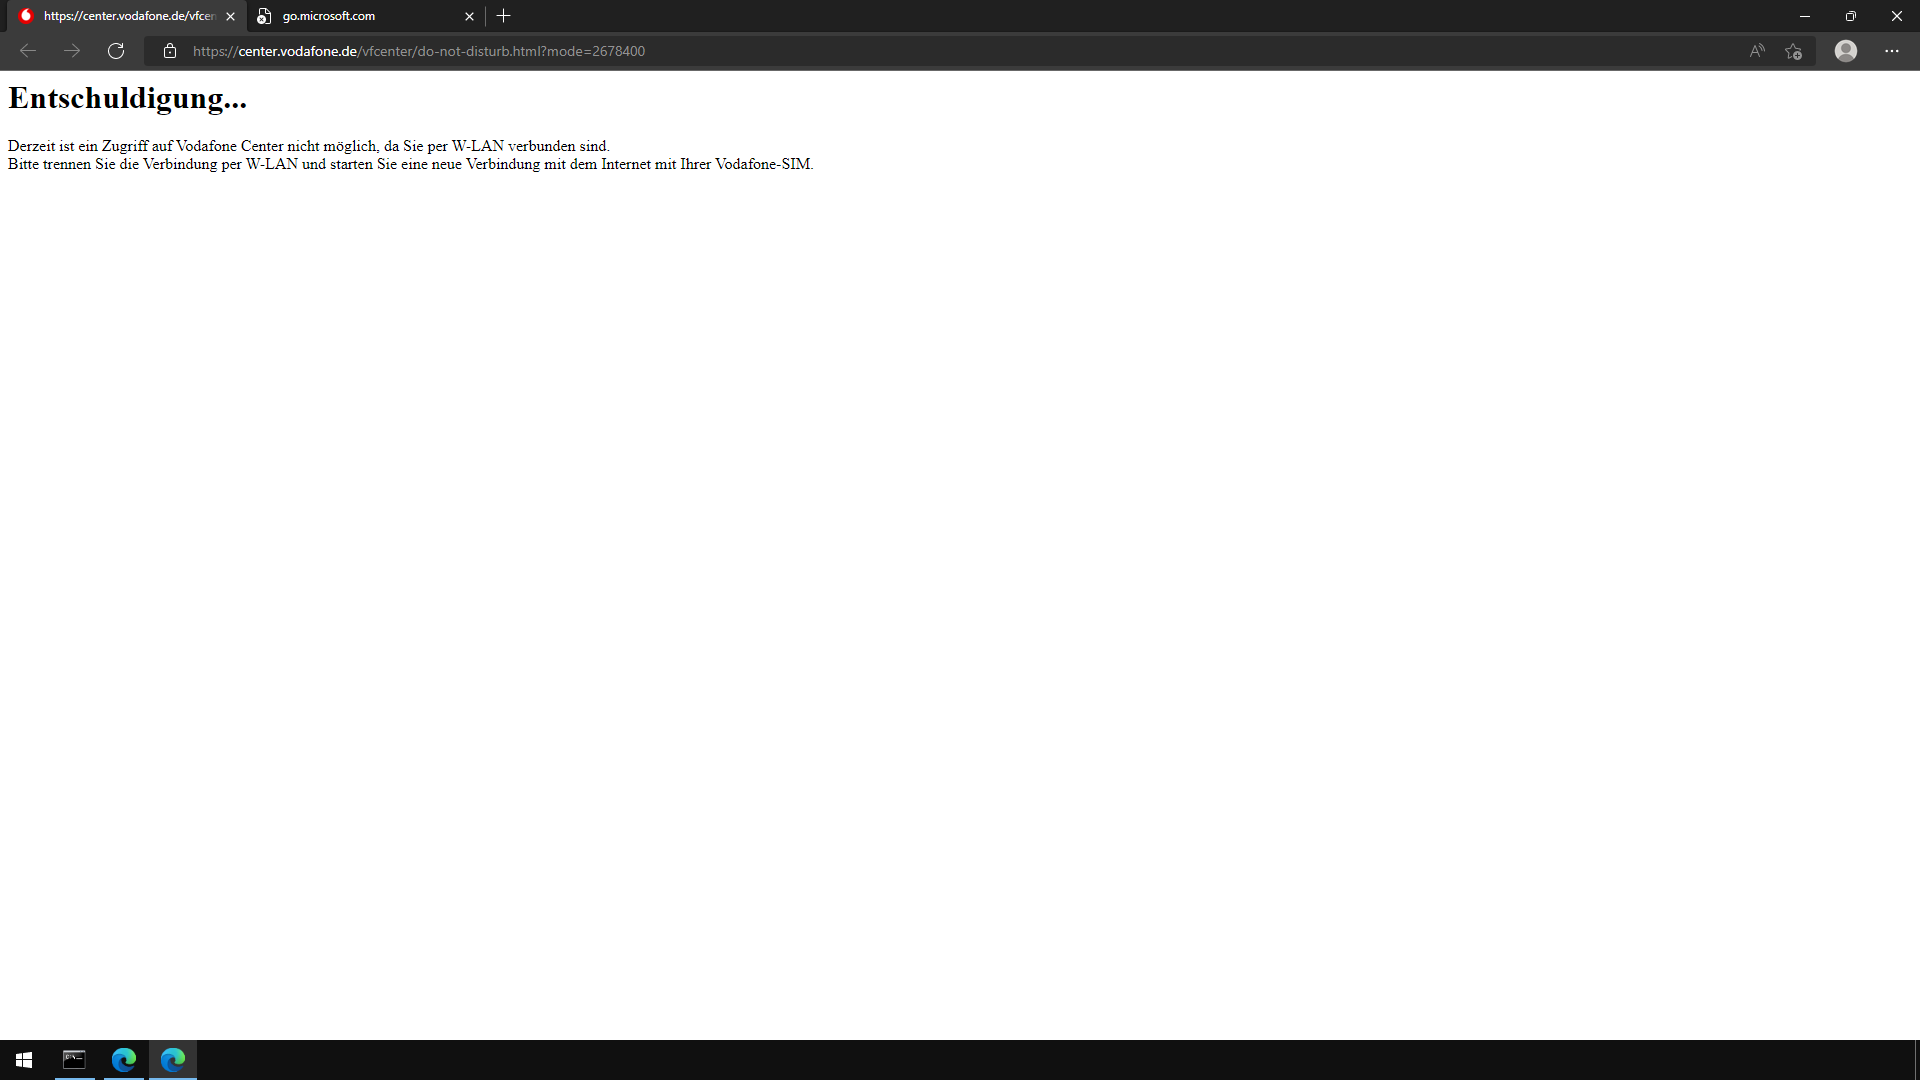 https://center.vodafone.de/vfcen
go.microsoft.com
https://center.vodafone.de/vfcenter/do-not-disturb.html?mode=2678400
Entschuldigung...
Derzeit ist ein Zugriff auf Vodafone Center nicht möglich, da Sie per W-LAN verbunden sind.
Bitte trennen Sie die Verbindung per W-LAN und starten Sie eine neue Verbindung mit dem Internet mit Ihrer Vodafone-SIM.